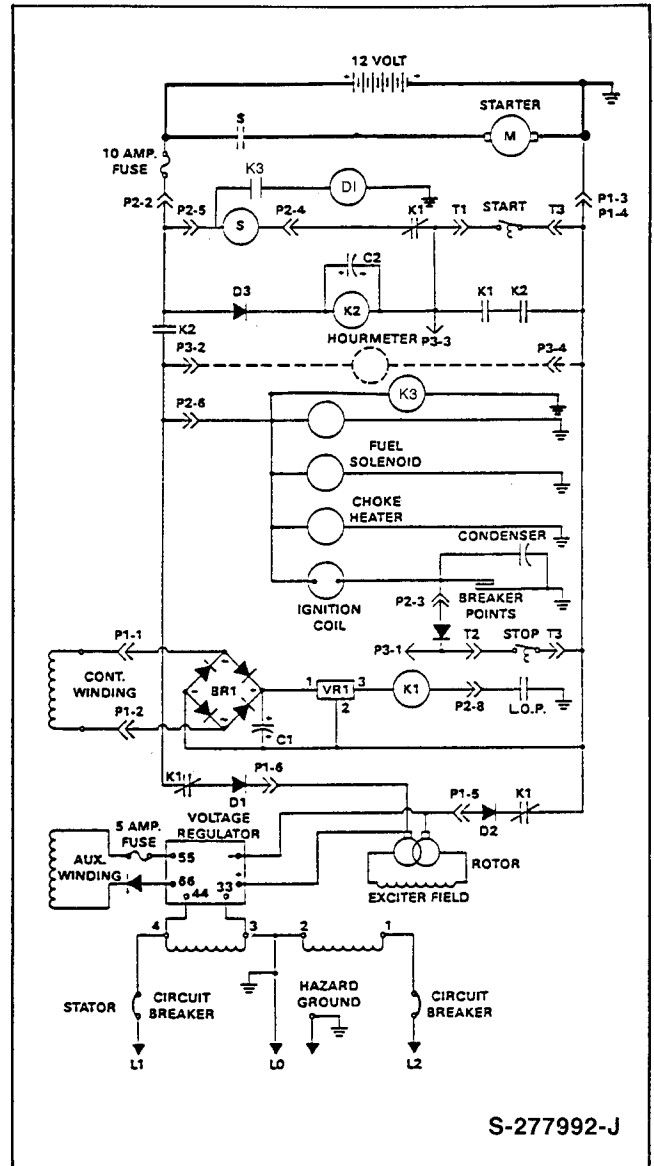 12 VOLT
S
STARTER
M
10 AMP.
FUSE
K3
DI
P2-2
P1-3
P1-4
P2-5
S
P2-4
K1
T1
START
T3
C2
D3
K2
K1
K2
K2
HOURMETER
P3-3
P3-2
P3-4
K3
P2-6
FUEL
SOLENOID
CHOKE
HEATER
CONDENSER
IGNITION
COIL
P2-3
BREAKER
POINTS
P3-1
T2
STOP
T3
P1-1
CONT.
WINDING
BR1
1
VR1
3
2
K1
P2-8
L.O.P.
P1-2
C1
K1
D1
P1-6
P1-5
D2
K1
5 AMP.
FUSE
VOLTAGE
REGULATOR
AUX.
WINDING
55
66
44
33
ROTOR
EXCITER FIELD
4
3
2
1
STATOR
CIRCUIT
BREAKER
HAZARD
GROUND
CIRCUIT
BREAKER
L1
L0
L2
S-277992-J